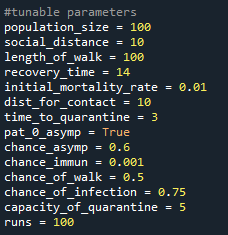 #tunable parameters
population_size = 100
social_distance = 10
length_of_walk = 100
recovery_time = 14
initial_mortality_rate = 0.01
dist_for_contact = 10
time_to_quarantine = 3
pat_0_asymp = True
chance_asymp = 0.6
chance_immun = 0.001
chance_of_walk = 0.5
chance_of_infection = 0.75
capacity_of_quarantine = 5
runs = 100